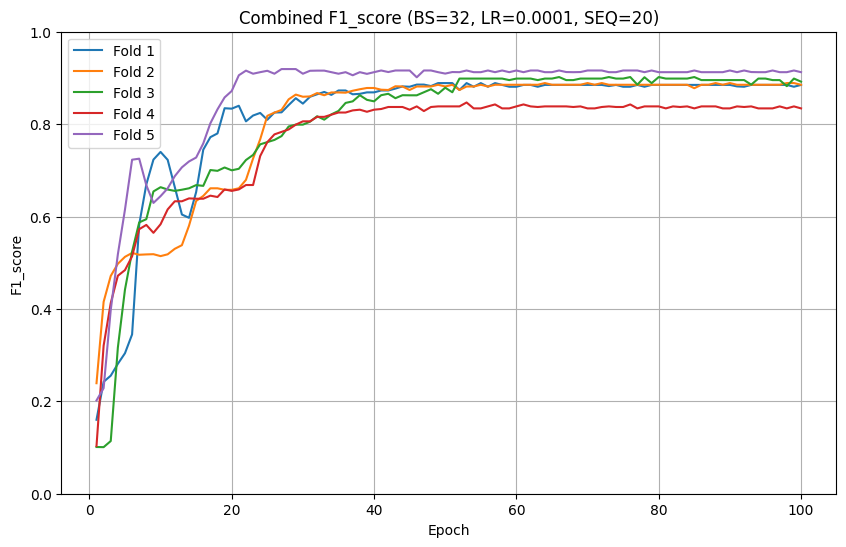 Combined F1_score (BS=32, LR=0.0001, SEQ=20)
Fold 1
Fold 2
Fold 3
Fold 4
Fold 5
F1_score
1.0
0.8
0.6
0.4
0.2
0.0
0 20 40 60 80 100
Epoch